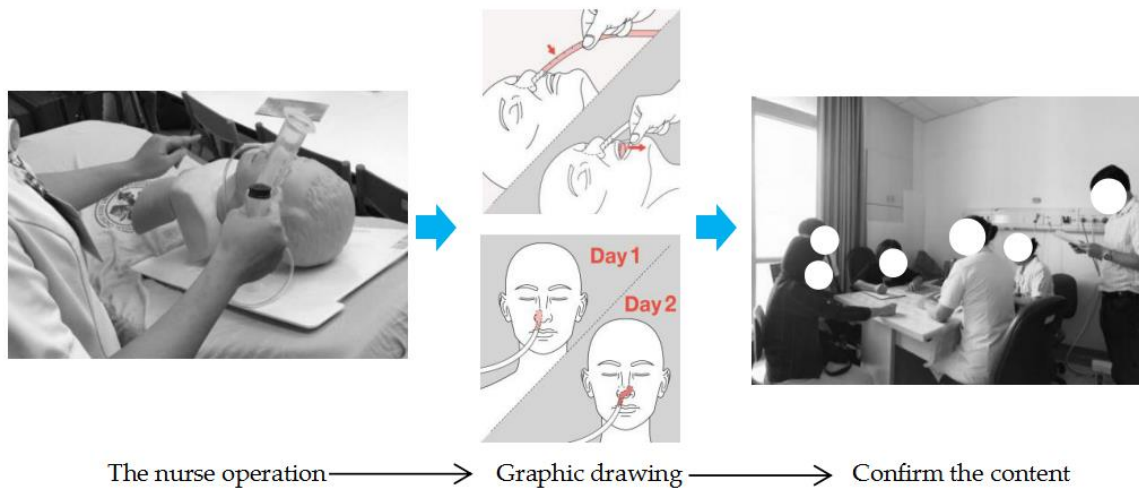 Day 1
Day 2
The nurse operation
Graphic drawing
Confirm the content